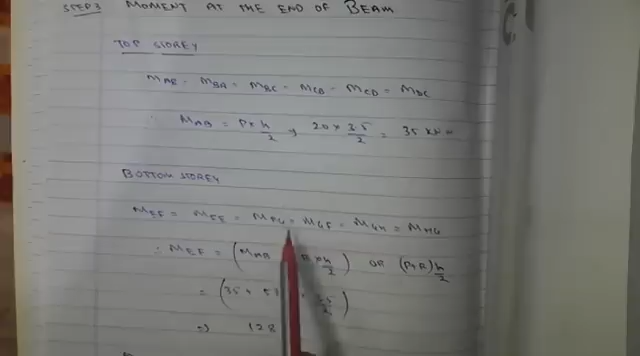 STEP 3 MOMENT AT THE END OF BEAM
TOP STOREY
MAB = MBA = MBC = MCB = MCD = MDC
∴ MAB = P × h/2 ⇒ 20 × 3.5/2 = 35 kNm
BOTTOM STOREY
MEF = MFE = MFG = MGF = MGH = MHG
∴ MEF = (MAB × h/2) OR (P+R) h/2
= (35 + 3.5/2)
⇒ 128